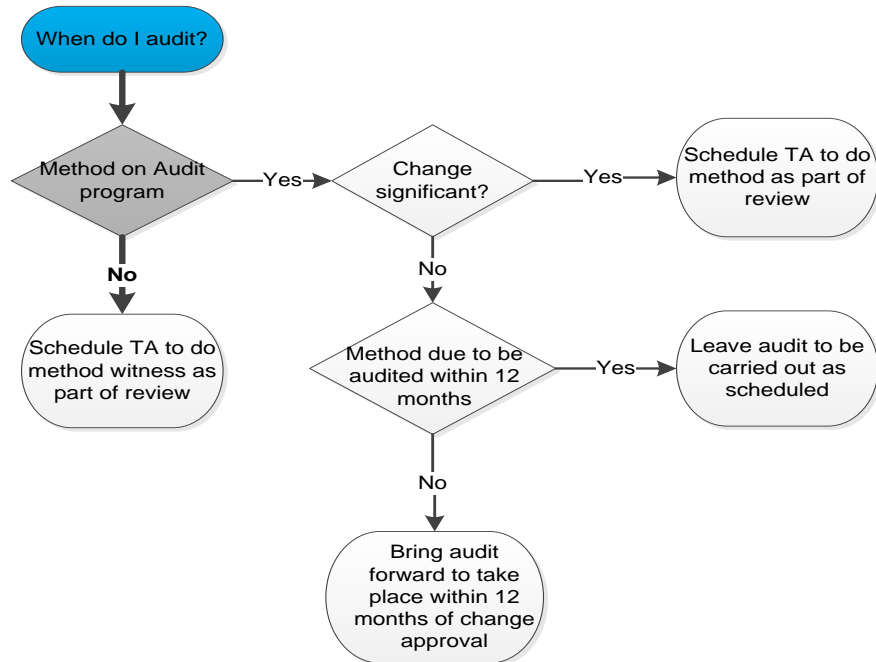 When do I audit?
Method on Audit
program
Yes
Change
significant?
Yes
Schedule TA to do
method as part of
review
No
No
Schedule TA to do
method witness as
part of review
Method due to be
audited within 12
months
Yes
Leave audit to be
carried out as
scheduled
No
Bring audit
forward to take
place within 12
months of change
approval